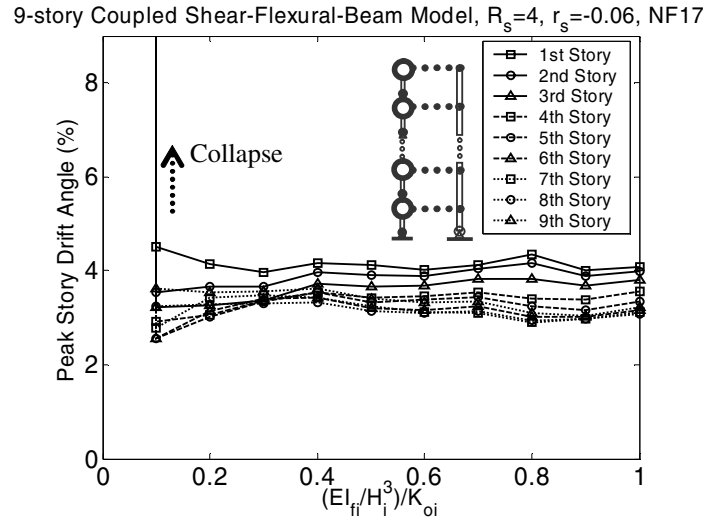 9-story Coupled Shear-Flexural-Beam Model, R_s=4, r_s=-0.06, NF17
8
6
4
2
0
Peak Story Drift Angle (%)
Collapse
1st Story
2nd Story
3rd Story
4th Story
5th Story
6th Story
7th Story
8th Story
9th Story
0 0.2 0.4 0.6 0.8 1
(EI_fi/H_i^3)/K_oi